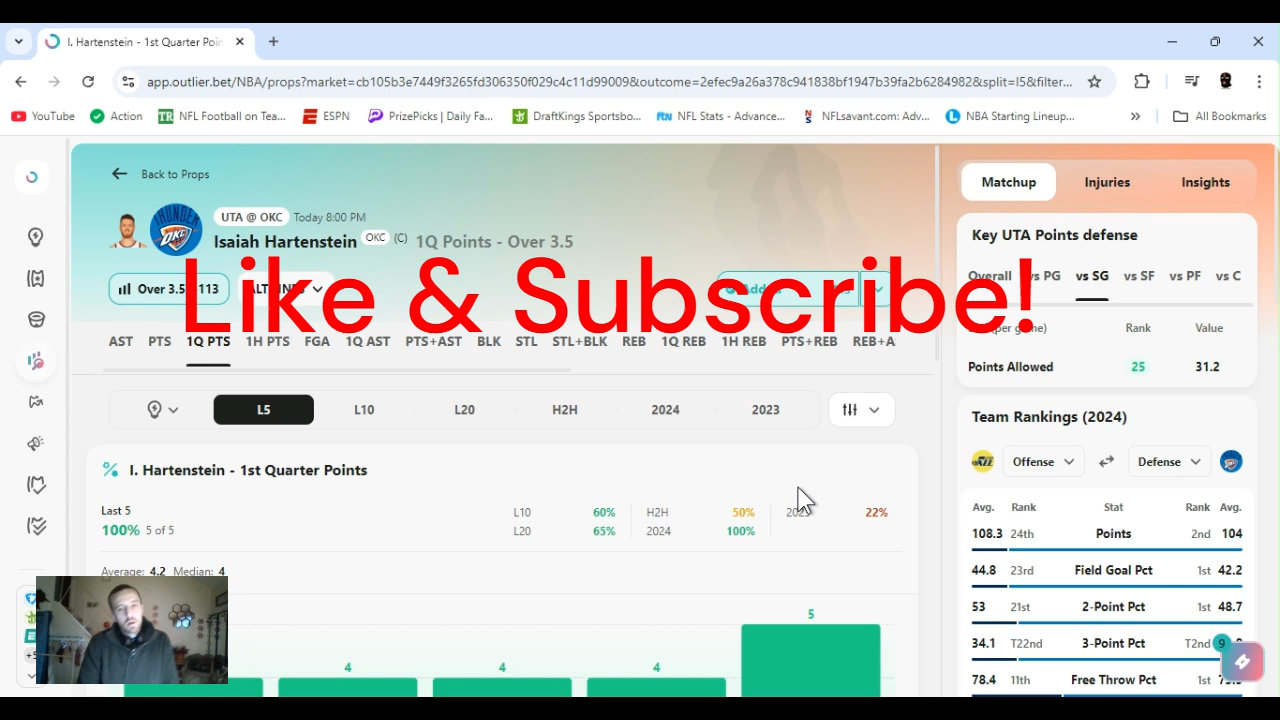 I. Hartenstein - 1st Quarter Poin
app.outlier.bet/NBA/props?market=cb105b3e7449f3265fd306350f029c4c11d99009&outcome=2efec9a26a378c941838bf1947b39fa2b6284982&split=l5&filter...
YouTube Action NFL Football on Tea... ESPN PrizePicks | Daily Fa... DraftKings Sportsbo... NFL Stats - Advance... NFLsavant.com: Adv... NBA Starting Lineup... All Bookmarks
Back to Props
UTA @ OKC Today 8:00 PM
Isaiah Hartenstein OKC (C) 1Q Points - Over 3.5
Over 3.5 113
Like & Subscribe!
AST PTS 1Q PTS 1H PTS FGA 1Q AST PTS+AST BLK STL STL+BLK REB 1Q REB 1H REB PTS+REB REB+A
L5 L10 L20 H2H 2024 2023
I. Hartenstein - 1st Quarter Points
Last 5
100% 5 of 5
L10 60% H2H 50% 22%
L20 65% 2024 100%
Average: 4.2 Median: 4
4 4 4 5
Matchup Injuries Insights
Key UTA Points defense
Overall vs PG vs SG vs SF vs PF vs C
(per game) Rank Value
Points Allowed 25 31.2
Team Rankings (2024)
JAZZ Offense Defense
Avg. Rank Stat Rank Avg.
108.3 24th Points 2nd 104
44.8 23rd Field Goal Pct 1st 42.2
53 21st 2-Point Pct 1st 48.7
34.1 T22nd 3-Point Pct T2nd 9
78.4 11th Free Throw Pct 1st